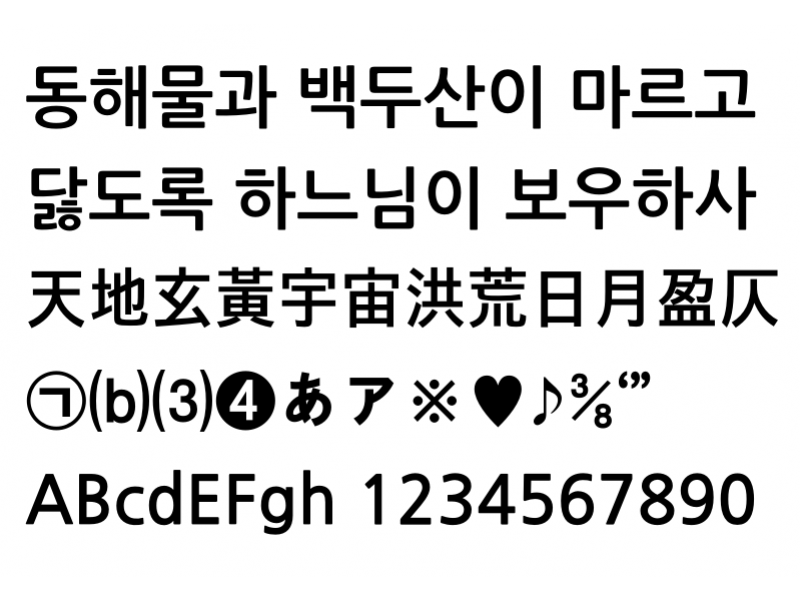 동해물과 백두산이 마르고
닳도록 하느님이 보우하사
天地玄黃宇宙洪荒日月盈仄
㉠⒝⑶❹あア※♥♪⅜‘”
ABcdEFgh 1234567890